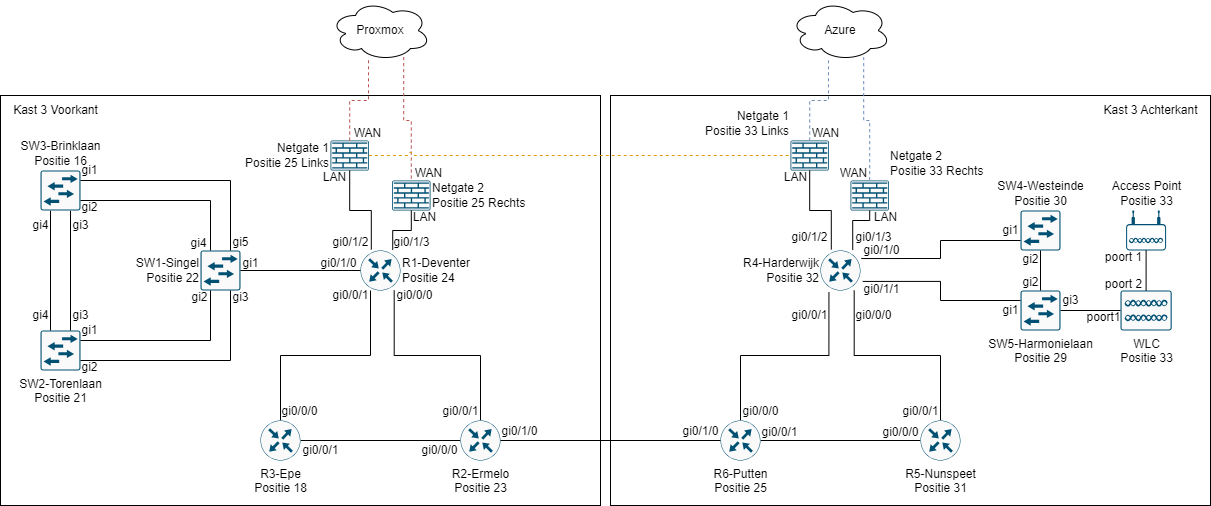 Proxmox
Azure
Kast 3 Voorkant
SW3-Brinklaan
Positie 16
gi1
gi2
gi4
gi3
gi4
gi3
gi1
gi2
SW2-Torenlaan
Positie 21
gi4
gi5
SW1-Singel
Positie 22
gi1
gi2
gi3
WAN
Netgate 1
Positie 25 Links
LAN
WAN
Netgate 2
Positie 25 Rechts
LAN
gi0/1/2
gi0/1/3
gi0/1/0
R1-Deventer
Positie 24
gi0/0/1
gi0/0/0
gi0/0/0
gi0/0/1
R3-Epe
Positie 18
gi0/0/1
gi0/1/0
gi0/0/0
R2-Ermelo
Positie 23
Kast 3 Achterkant
Netgate 1
Positie 33 Links
WAN
LAN
Netgate 2
Positie 33 Rechts
WAN
LAN
gi0/1/2
gi0/1/3
gi0/1/0
R4-Harderwijk
Positie 32
gi0/1/1
gi0/0/1
gi0/0/0
SW4-Westeinde
Positie 30
gi1
gi2
gi2
gi3
gi1
SW5-Harmonielaan
Positie 29
Access Point
Positie 33
poort 1
poort 2
poort1
WLC
Positie 33
gi0/0/0
gi0/1/0
gi0/0/1
R6-Putten
Positie 25
gi0/0/1
gi0/0/0
R5-Nunspeet
Positie 31